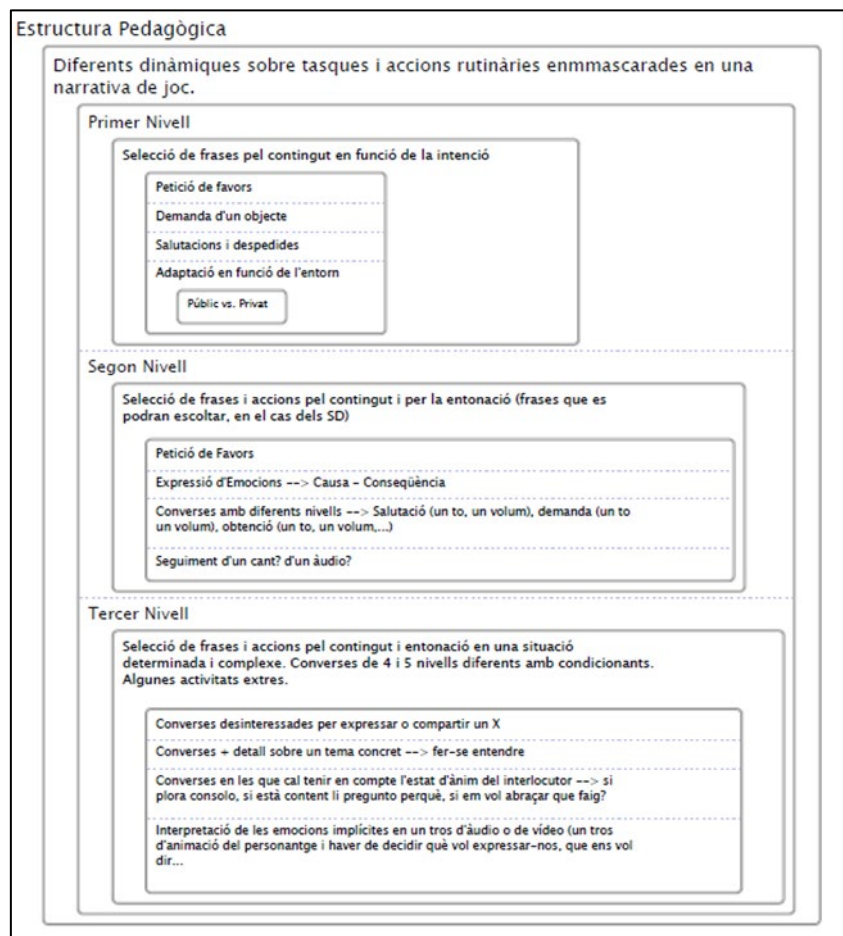 Estructura Pedagògica
Diferents dinàmiques sobre tasques i accions rutinàries enmmascarades en una
narrativa de joc.
Primer Nivell
Selecció de frases pel contingut en funció de la intenció
Petició de favors
Demanda d'un objecte
Salutacions i despedides
Adaptació en funció de l'entorn
Públic vs. Privat
Segon Nivell
Selecció de frases i accions pel contingut i per la entonació (frases que es
podran escoltar, en el cas dels SD)
Petició de Favors
Expressió d'Emocions --> Causa - Conseqüència
Converses amb diferents nivells --> Salutació (un to, un volum), demanda (un to
un volum), obtenció (un to, un volum,...)
Seguiment d'un cant? d'un àudio?
Tercer Nivell
Selecció de frases i accions pel contingut i entonació en una situació
determinada i complexe. Converses de 4 i 5 nivells diferents amb condicionants.
Algunes activitats extres.
Converses desinteressades per expressar o compartir un X
Converses + detall sobre un tema concret --> fer-se entendre
Converses en les que cal tenir en compte l'estat d'ànim del interlocutor --> si
plora consolo, si està content li pregunto perquè, si em vol abraçar que faig?
Interpretació de les emocions implícites en un tros d'àudio o de vídeo (un tros
d'animació del personantge i haver de decidir què vol expressar-nos, que ens vol
dir...